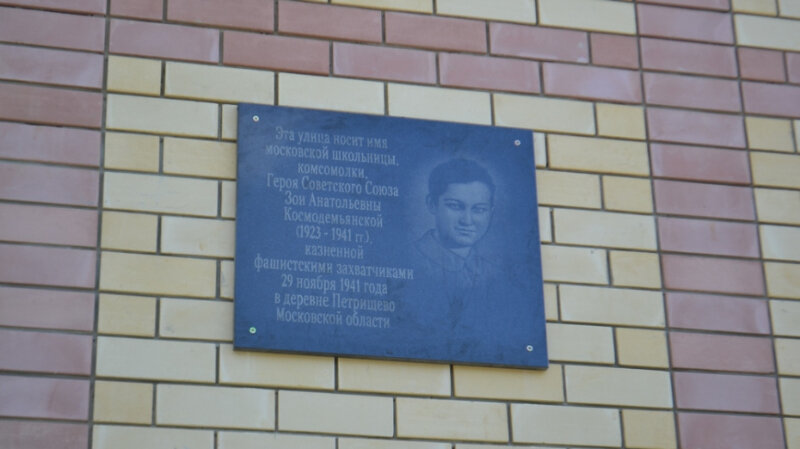 Эта улица носит имя
московской школьницы,
комсомолки,
Героя Советского Союза
Зои Анатольевны
Космодемьянской
(1923 - 1941 гг.),
казненной
фашистскими захватчиками
29 ноября 1941 года
в деревне Петрищево
Московской области